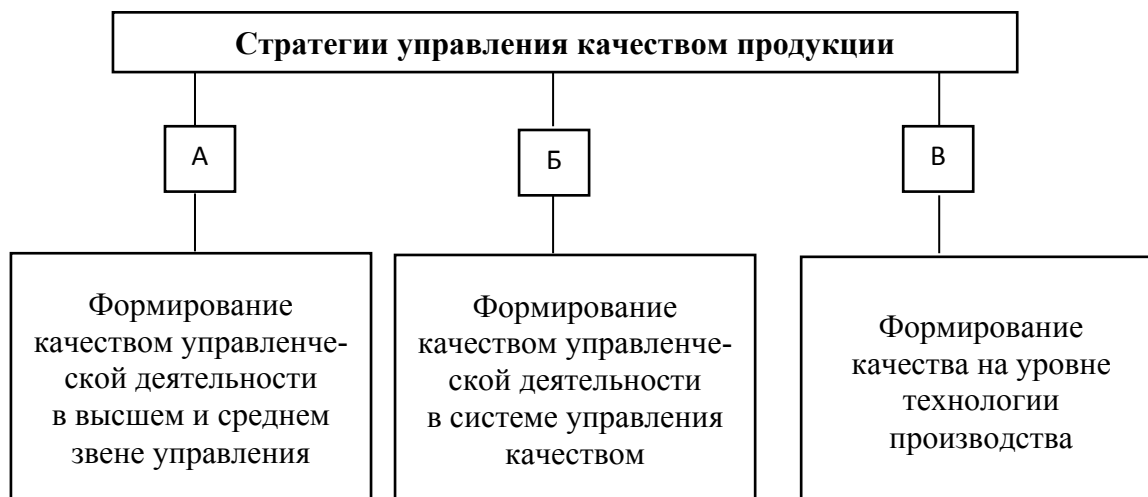 Стратегии управления качеством продукции
А
Б
В
Формирование
качеством управленче-
ской деятельности
в высшем и среднем
звене управления
Формирование
качеством управленче-
ской деятельности
в системе управления
качеством
Формирование
качества на уровне
технологии
производства